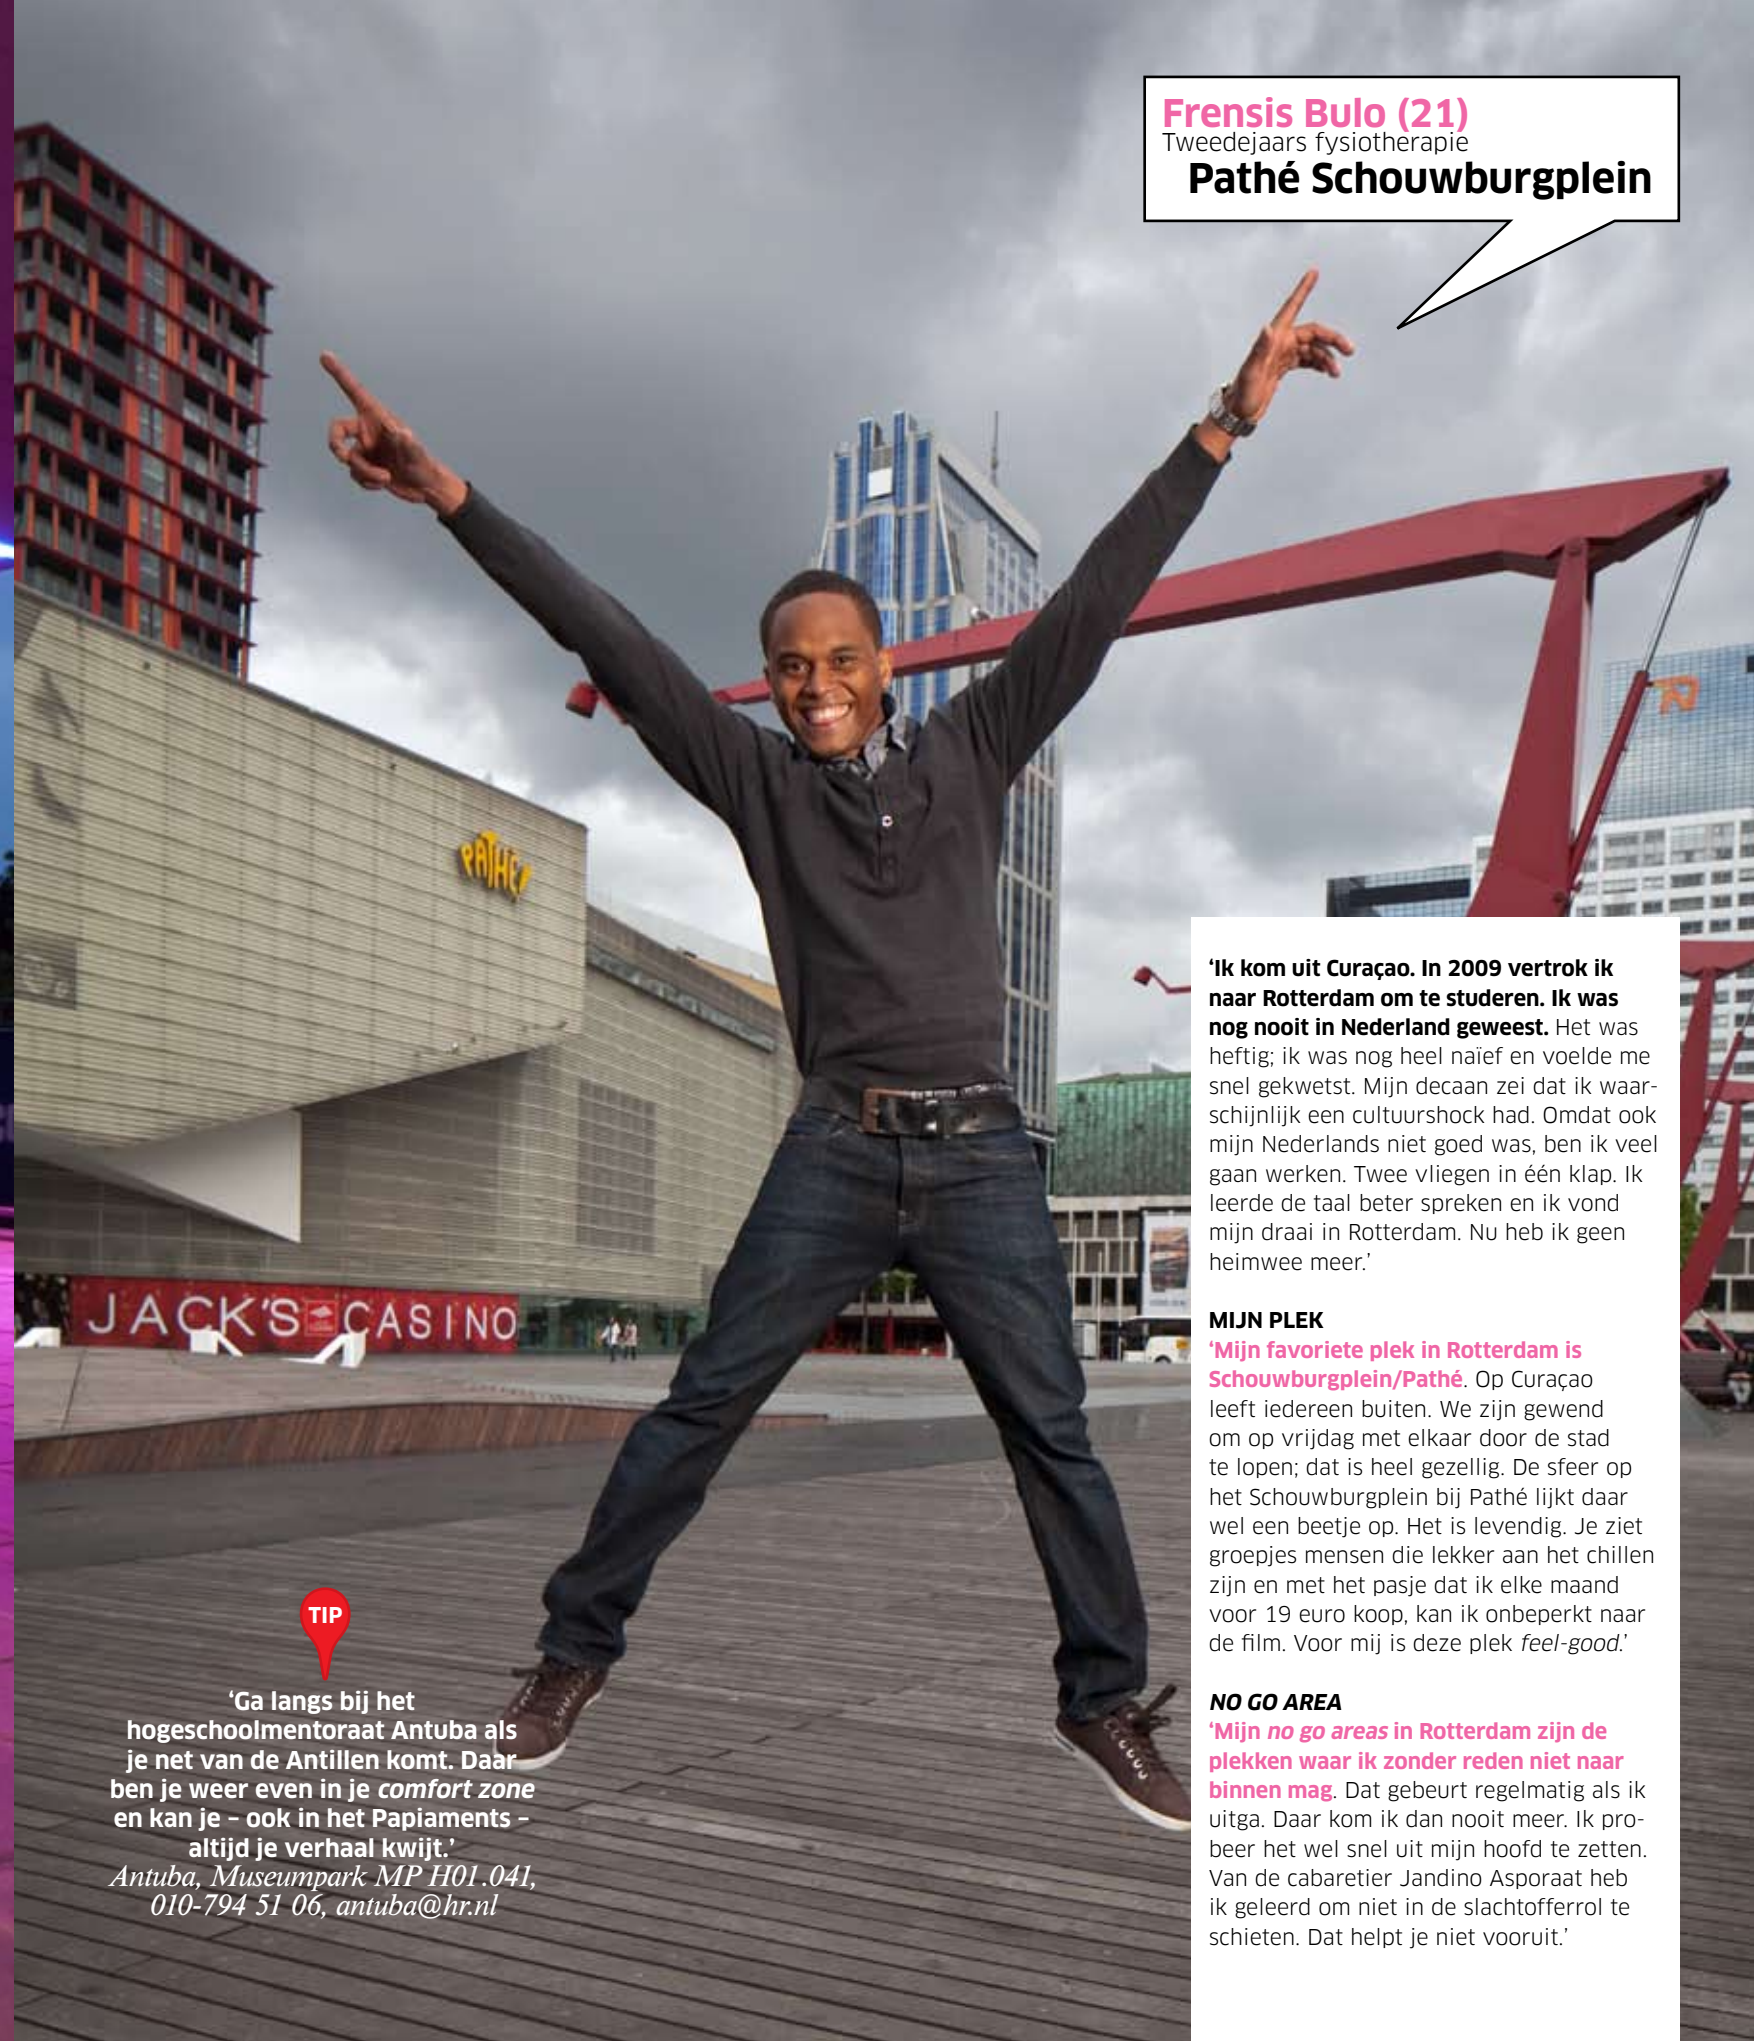 Frensis Bulo (21)
Tweedejaars fysiotherapie
Pathé Schouwburgplein
PATHÉ!
JACK'S CASINO
‘Ik kom uit Curaçao. In 2009 vertrok ik
naar Rotterdam om te studeren. Ik was
nog nooit in Nederland geweest. Het was
heftig; ik was nog heel naïef en voelde me
snel gekwetst. Mijn decaan zei dat ik waar-
schijnlijk een cultuurshock had. Omdat ook
mijn Nederlands niet goed was, ben ik veel
gaan werken. Twee vliegen in één klap. Ik
leerde de taal beter spreken en ik vond
mijn draai in Rotterdam. Nu heb ik geen
heimwee meer.’
MIJN PLEK
‘Mijn favoriete plek in Rotterdam is
Schouwburgplein/Pathé. Op Curaçao
leeft iedereen buiten. We zijn gewend
om op vrijdag met elkaar door de stad
te lopen; dat is heel gezellig. De sfeer op
het Schouwburgplein bij Pathé lijkt daar
wel een beetje op. Het is levendig. Je ziet
groepjes mensen die lekker aan het chillen
zijn en met het pasje dat ik elke maand
voor 19 euro koop, kan ik onbeperkt naar
de film. Voor mij is deze plek feel-good.’
NO GO AREA
‘Mijn no go areas in Rotterdam zijn de
plekken waar ik zonder reden niet naar
binnen mag. Dat gebeurt regelmatig als ik
uitga. Daar kom ik dan nooit meer. Ik pro-
beer het wel snel uit mijn hoofd te zetten.
Van de cabaretier Jandino Asporaat heb
ik geleerd om niet in de slachtofferrol te
schieten. Dat helpt je niet vooruit.’
TIP
‘Ga langs bij het
hogeschoolmentoraat Antuba als
je net van de Antillen komt. Daar
ben je weer even in je comfort zone
en kan je – ook in het Papiaments –
altijd je verhaal kwijt.’
Antuba, Museumpark MP H01.041,
010-794 51 06, antuba@hr.nl